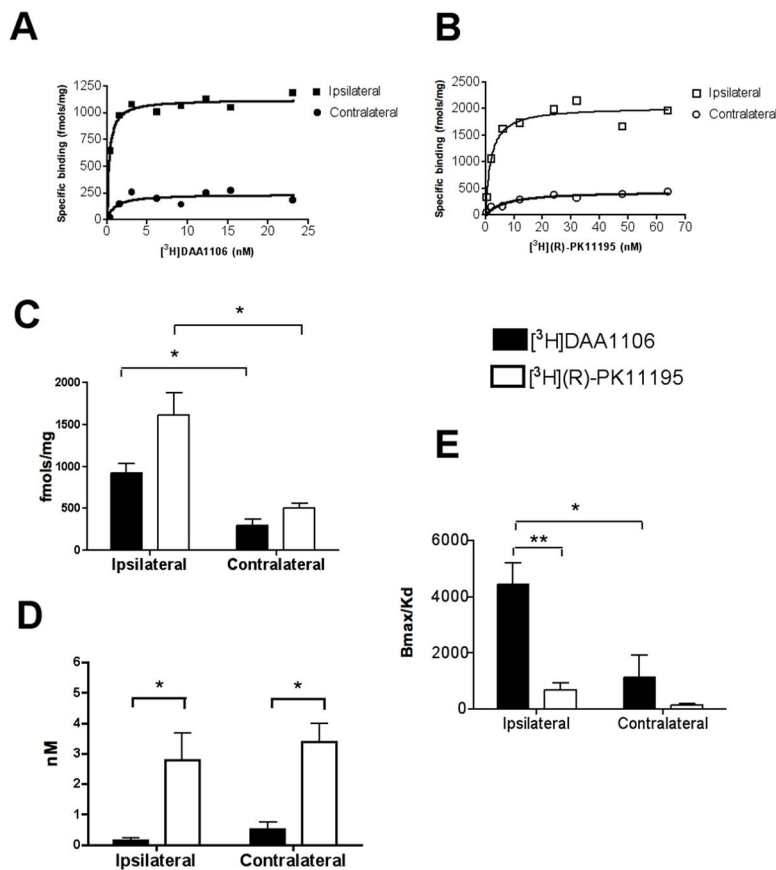 A
Specific binding (fmols/mg)
1250
1000
750
500
250
0
0 5 10 15 20 25
[³H]DAA1106 (nM)
Ipsilateral
Contralateral
B
Specific binding (fmols/mg)
2500
2000
1500
1000
500
0
0 10 20 30 40 50 60 70
[³H](R)-PK11195 (nM)
Ipsilateral
Contralateral
C
*
*
fmols/mg
2000
1500
1000
500
0
Ipsilateral Contralateral
[³H]DAA1106
[³H](R)-PK11195
D
nM
6
5
4
3
2
1
0
* *
Ipsilateral Contralateral
E
Bmax/Kd
6000
4000
2000
0
*
**
Ipsilateral Contralateral